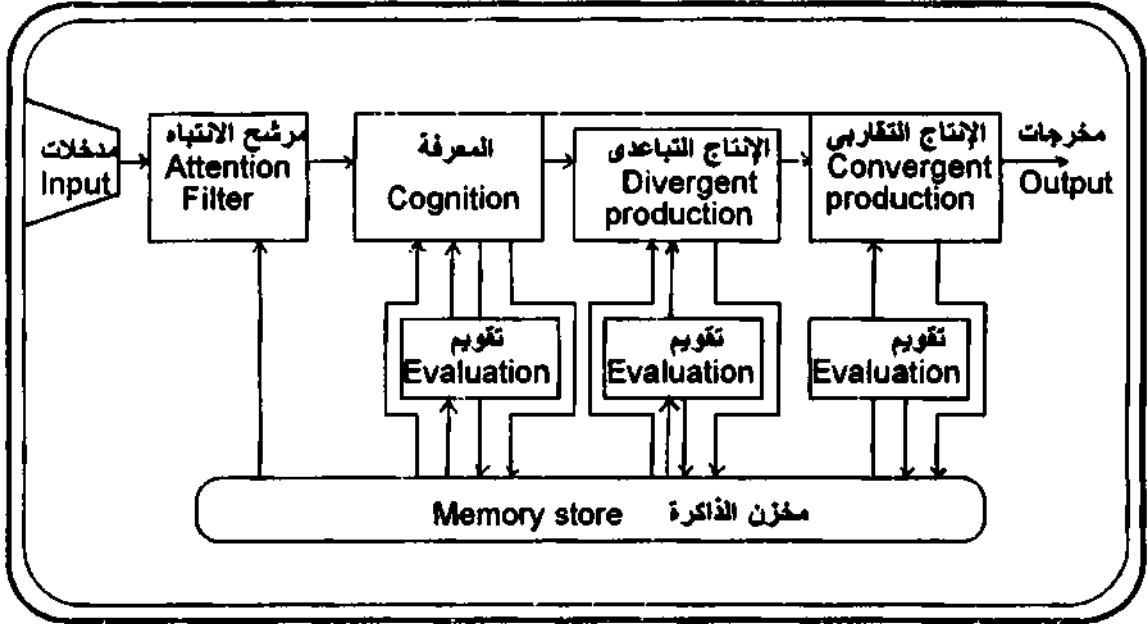 مدخلات
Input
مرشح الانتباه
Attention
Filter
المعرفة
Cognition
الإنتاج التباعدى
Divergent
production
الإنتاج التقاربى
Convergent
production
مخرجات
Output
تقويم
Evaluation
تقويم
Evaluation
تقويم
Evaluation
Memory store مخزن الذاكرة